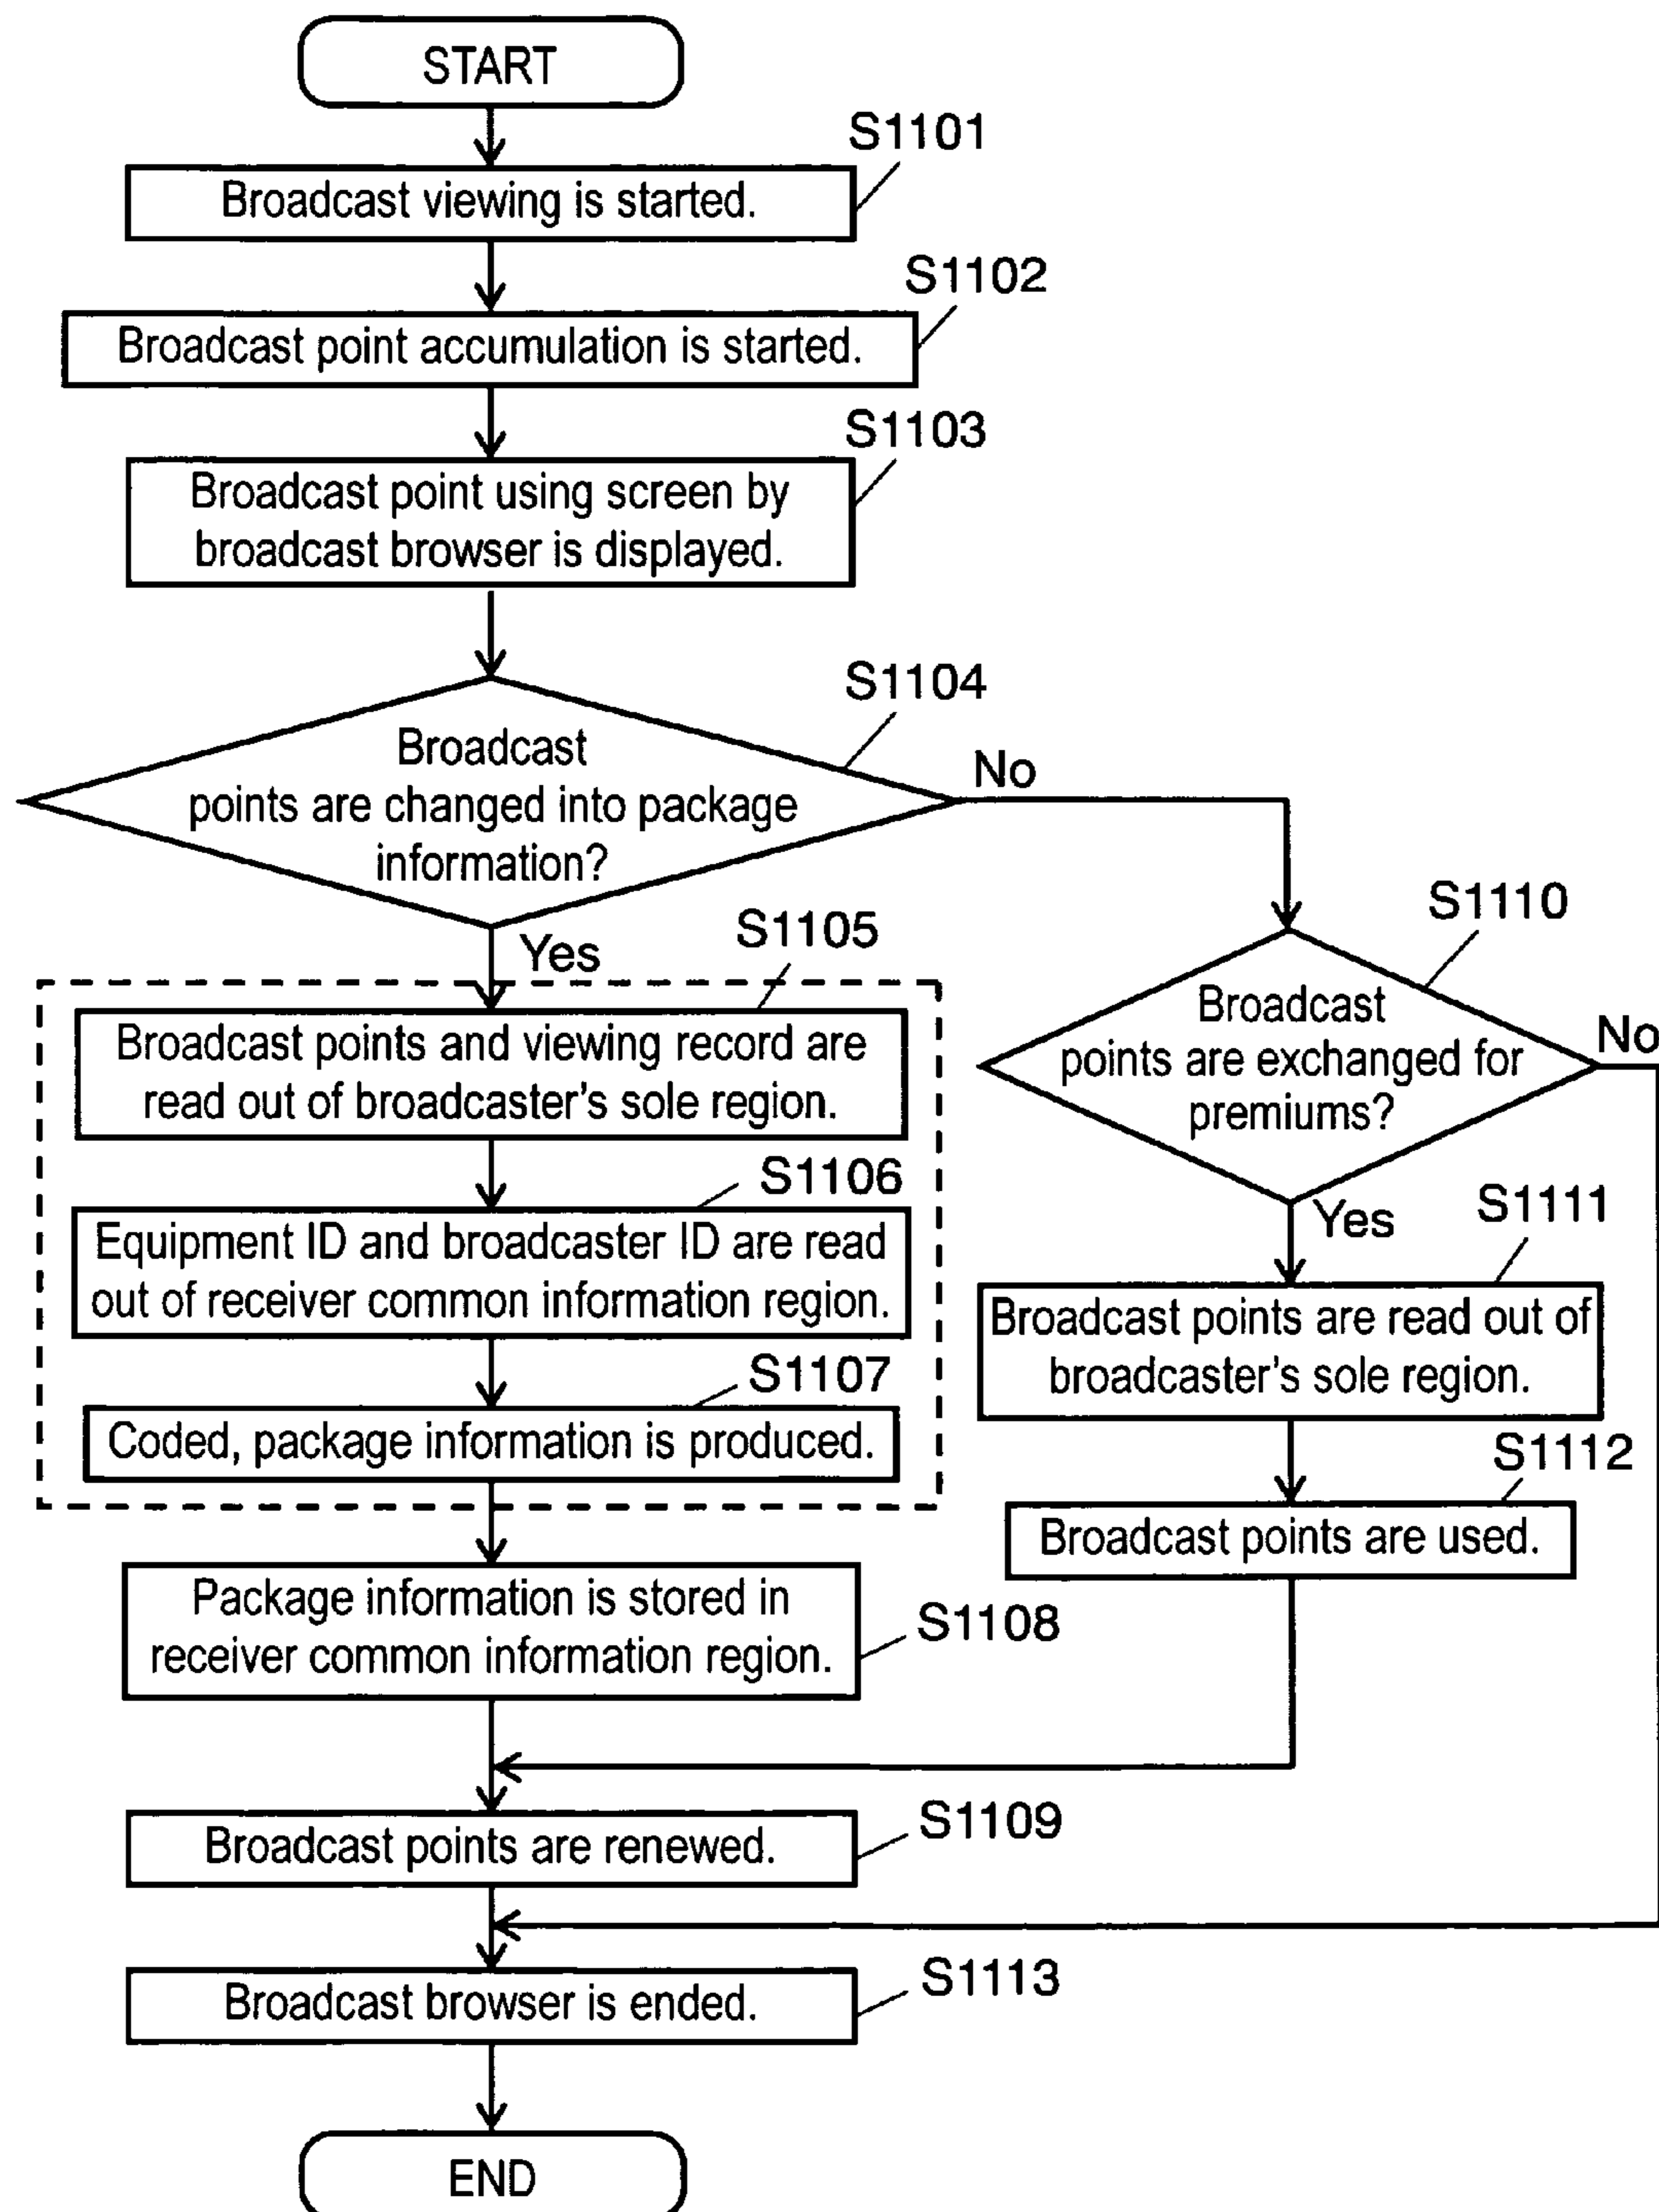 START
S1101
Broadcast viewing is started.
S1102
Broadcast point accumulation is started.
S1103
Broadcast point using screen by
broadcast browser is displayed.
S1104
Broadcast
points are changed into package
information?
No
Yes
S1105
Broadcast points and viewing record are
read out of broadcaster's sole region.
S1106
Equipment ID and broadcaster ID are read
out of receiver common information region.
S1107
Coded, package information is produced.
S1108
Package information is stored in
receiver common information region.
S1110
Broadcast
points are exchanged for
premiums?
No
Yes
S1111
Broadcast points are read out of
broadcaster's sole region.
S1112
Broadcast points are used.
S1109
Broadcast points are renewed.
S1113
Broadcast browser is ended.
END